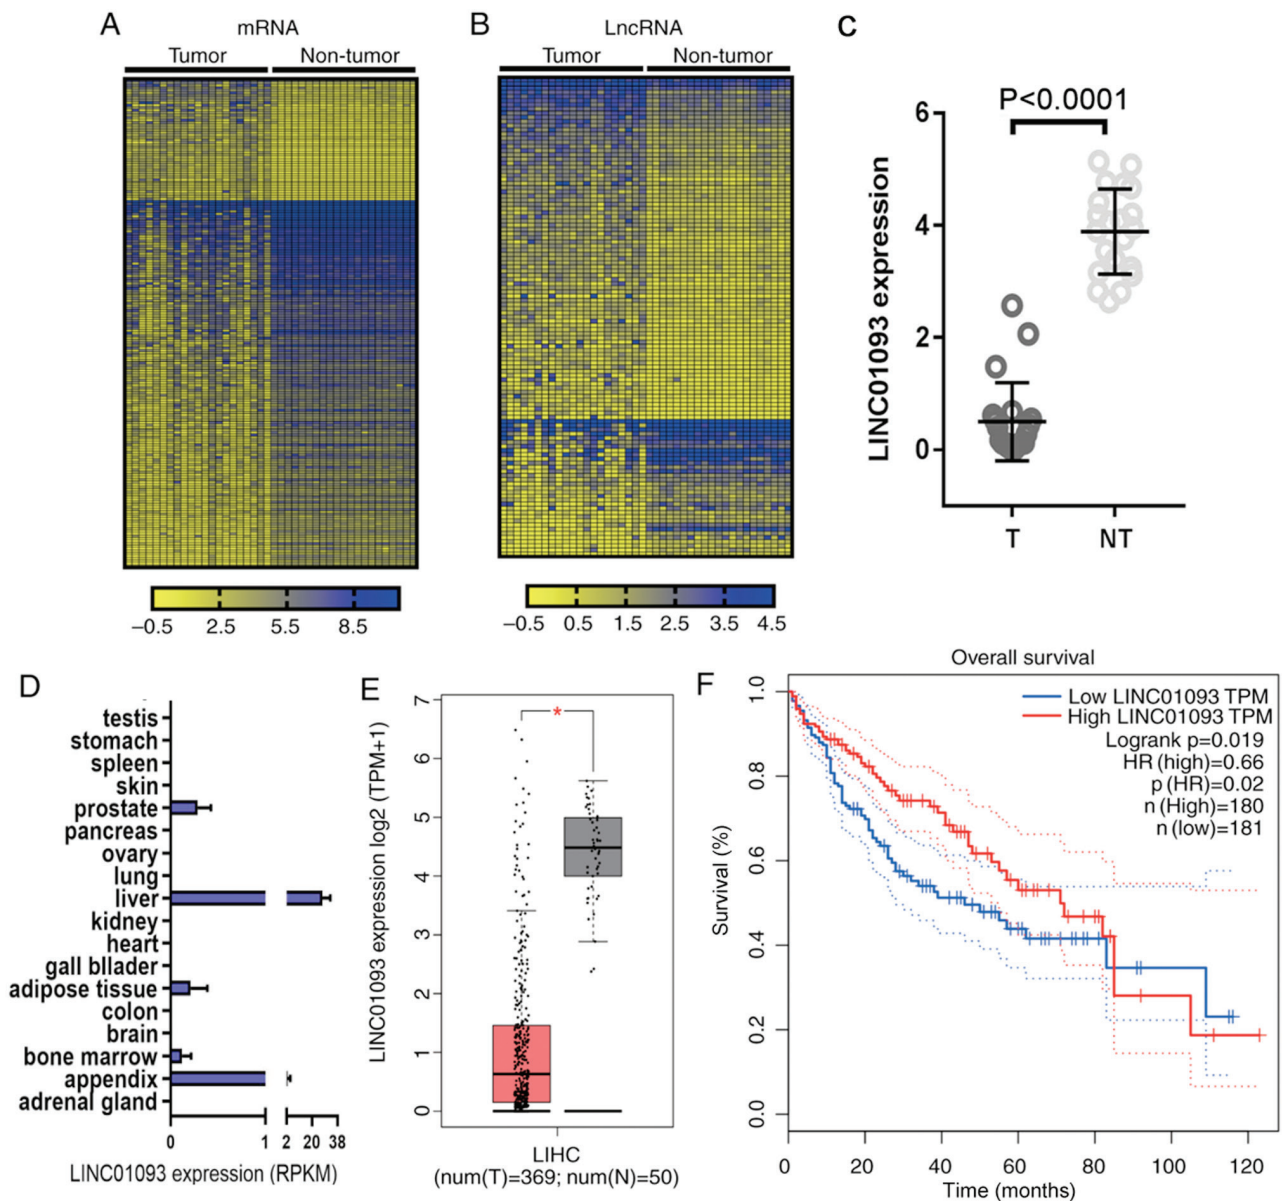 A
mRNA
Tumor Non-tumor
−0.5 2.5 5.5 8.5
B
LncRNA
Tumor Non-tumor
−0.5 0.5 1.5 2.5 3.5 4.5
C
P<0.0001
LINC01093 expression
6
4
2
0
T NT
D
testis
stomach
spleen
skin
prostate
pancreas
ovary
lung
liver
kidney
heart
gall bllader
adipose tissue
colon
brain
bone marrow
appendix
adrenal gland
0 1 2 20 38
LINC01093 expression (RPKM)
E
LINC01093 expression log2 (TPM+1)
7
6
5
4
3
2
1
0
*
LIHC
(num(T)=369; num(N)=50)
F
Overall survival
Low LINC01093 TPM
High LINC01093 TPM
Logrank p=0.019
HR (high)=0.66
p (HR)=0.02
n (High)=180
n (low)=181
Survival (%)
1.0
0.8
0.6
0.4
0.2
0.0
0 20 40 60 80 100 120
Time (months)